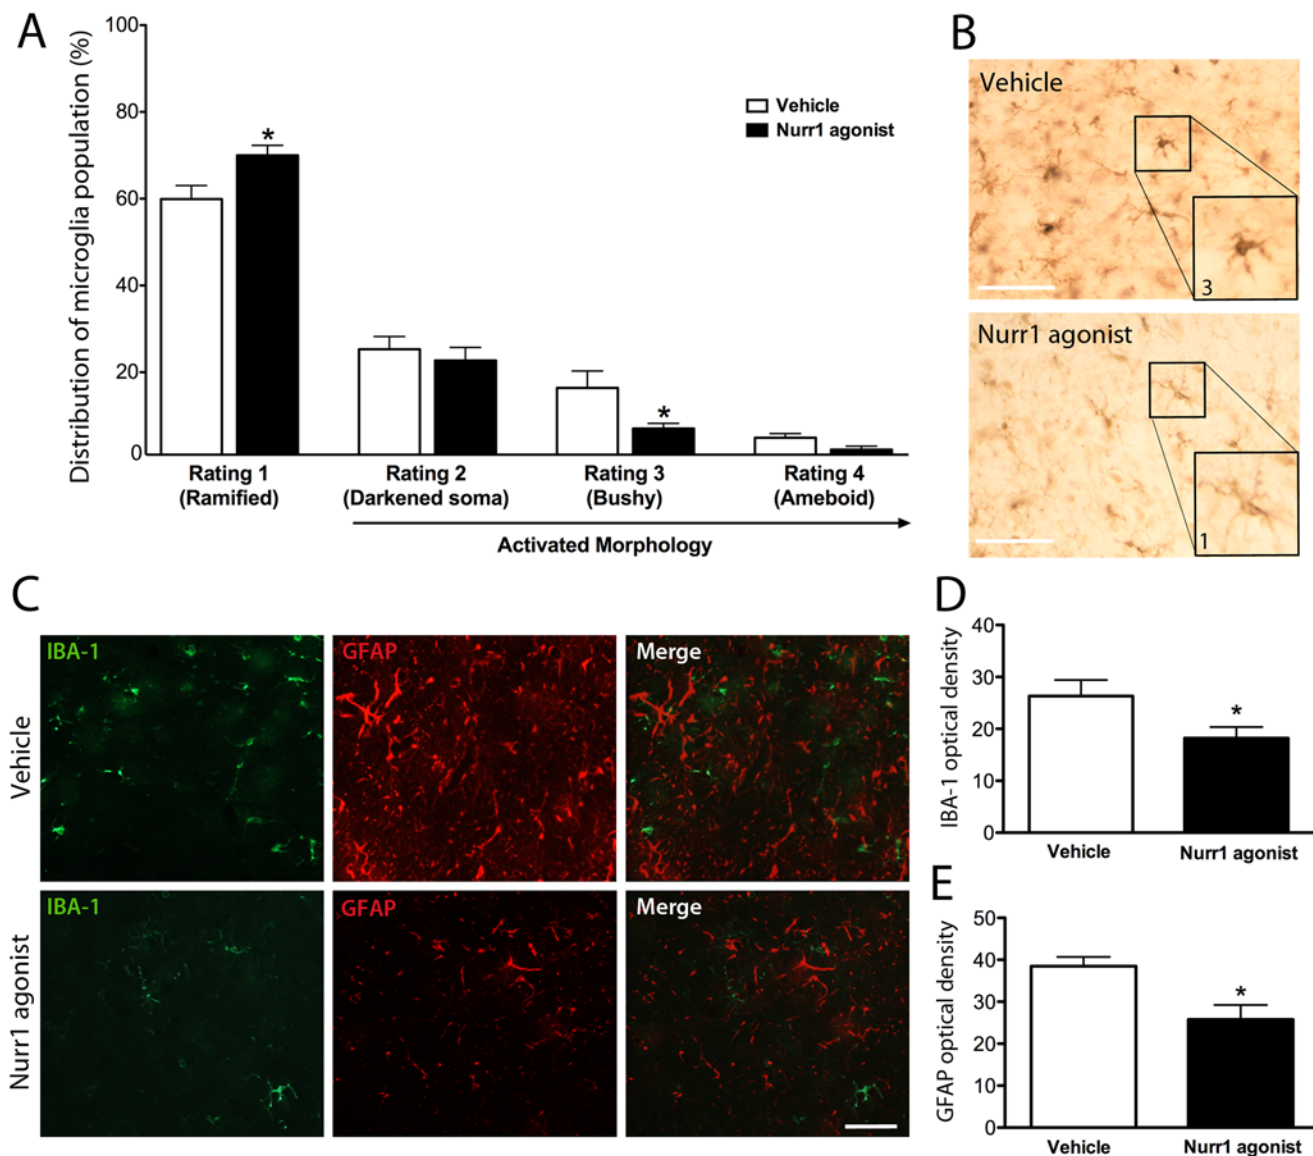 A
Distribution of microglia population (%)
100
80
60
40
20
0
Vehicle
Nurr1 agonist
*
*
Rating 1
(Ramified)
Rating 2
(Darkened soma)
Rating 3
(Bushy)
Rating 4
(Ameboid)
Activated Morphology
B
Vehicle
3
Nurr1 agonist
1
C
Vehicle
IBA-1
GFAP
Merge
Nurr1 agonist
IBA-1
GFAP
Merge
D
IBA-1 optical density
40
30
20
10
0
*
Vehicle
Nurr1 agonist
E
GFAP optical density
50
40
30
20
10
0
*
Vehicle
Nurr1 agonist